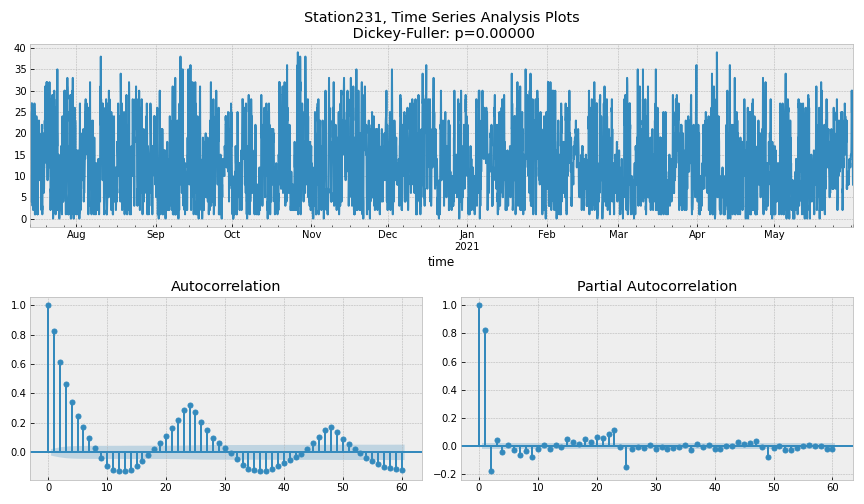 Station231, Time Series Analysis Plots
Dickey-Fuller: p=0.00000
40
35
30
25
20
15
10
5
0
Aug
Sep
Oct
Nov
Dec
Jan
2021
Feb
Mar
Apr
May
time
Autocorrelation
1.0
0.8
0.6
0.4
0.2
0.0
0
10
20
30
40
50
60
Partial Autocorrelation
1.0
0.8
0.6
0.4
0.2
0.0
−0.2
0
10
20
30
40
50
60